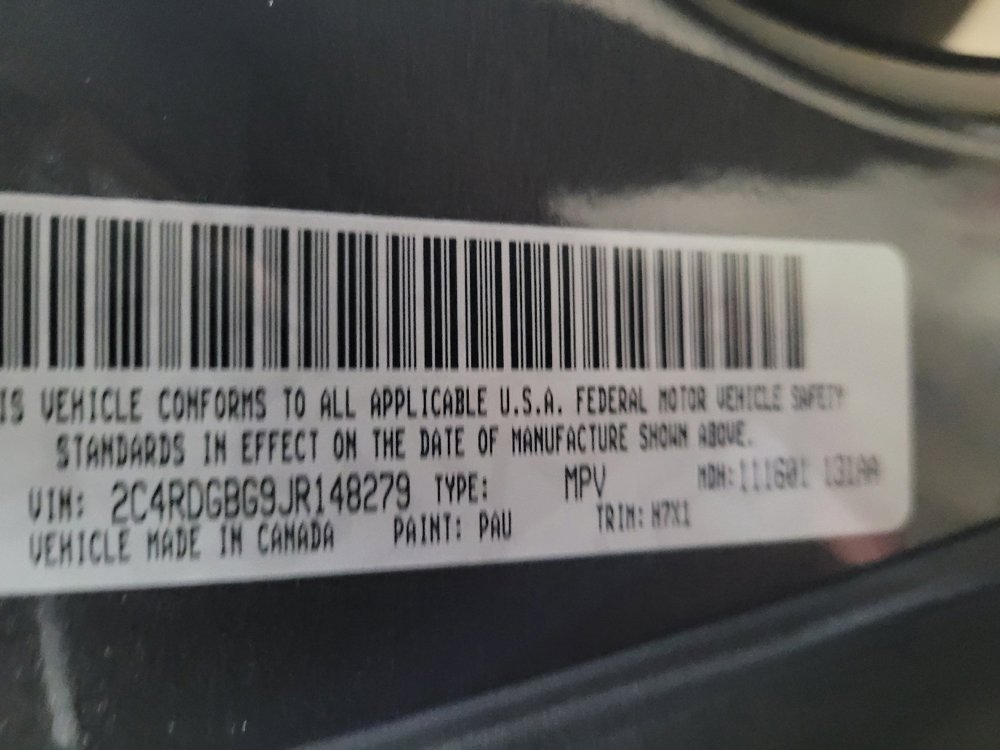 IS VEHICLE CONFORMS TO ALL APPLICABLE U.S.A. FEDERAL MOTOR VEHICLE SAFETY
STANDARDS IN EFFECT ON THE DATE OF MANUFACTURE SHOWN ABOVE.
VIN: 2C4RDGBG9JR148279 TYPE: MPV MDH: 111601 131AA
VEHICLE MADE IN CANADA PAINT: PAU TRIM: H7X1